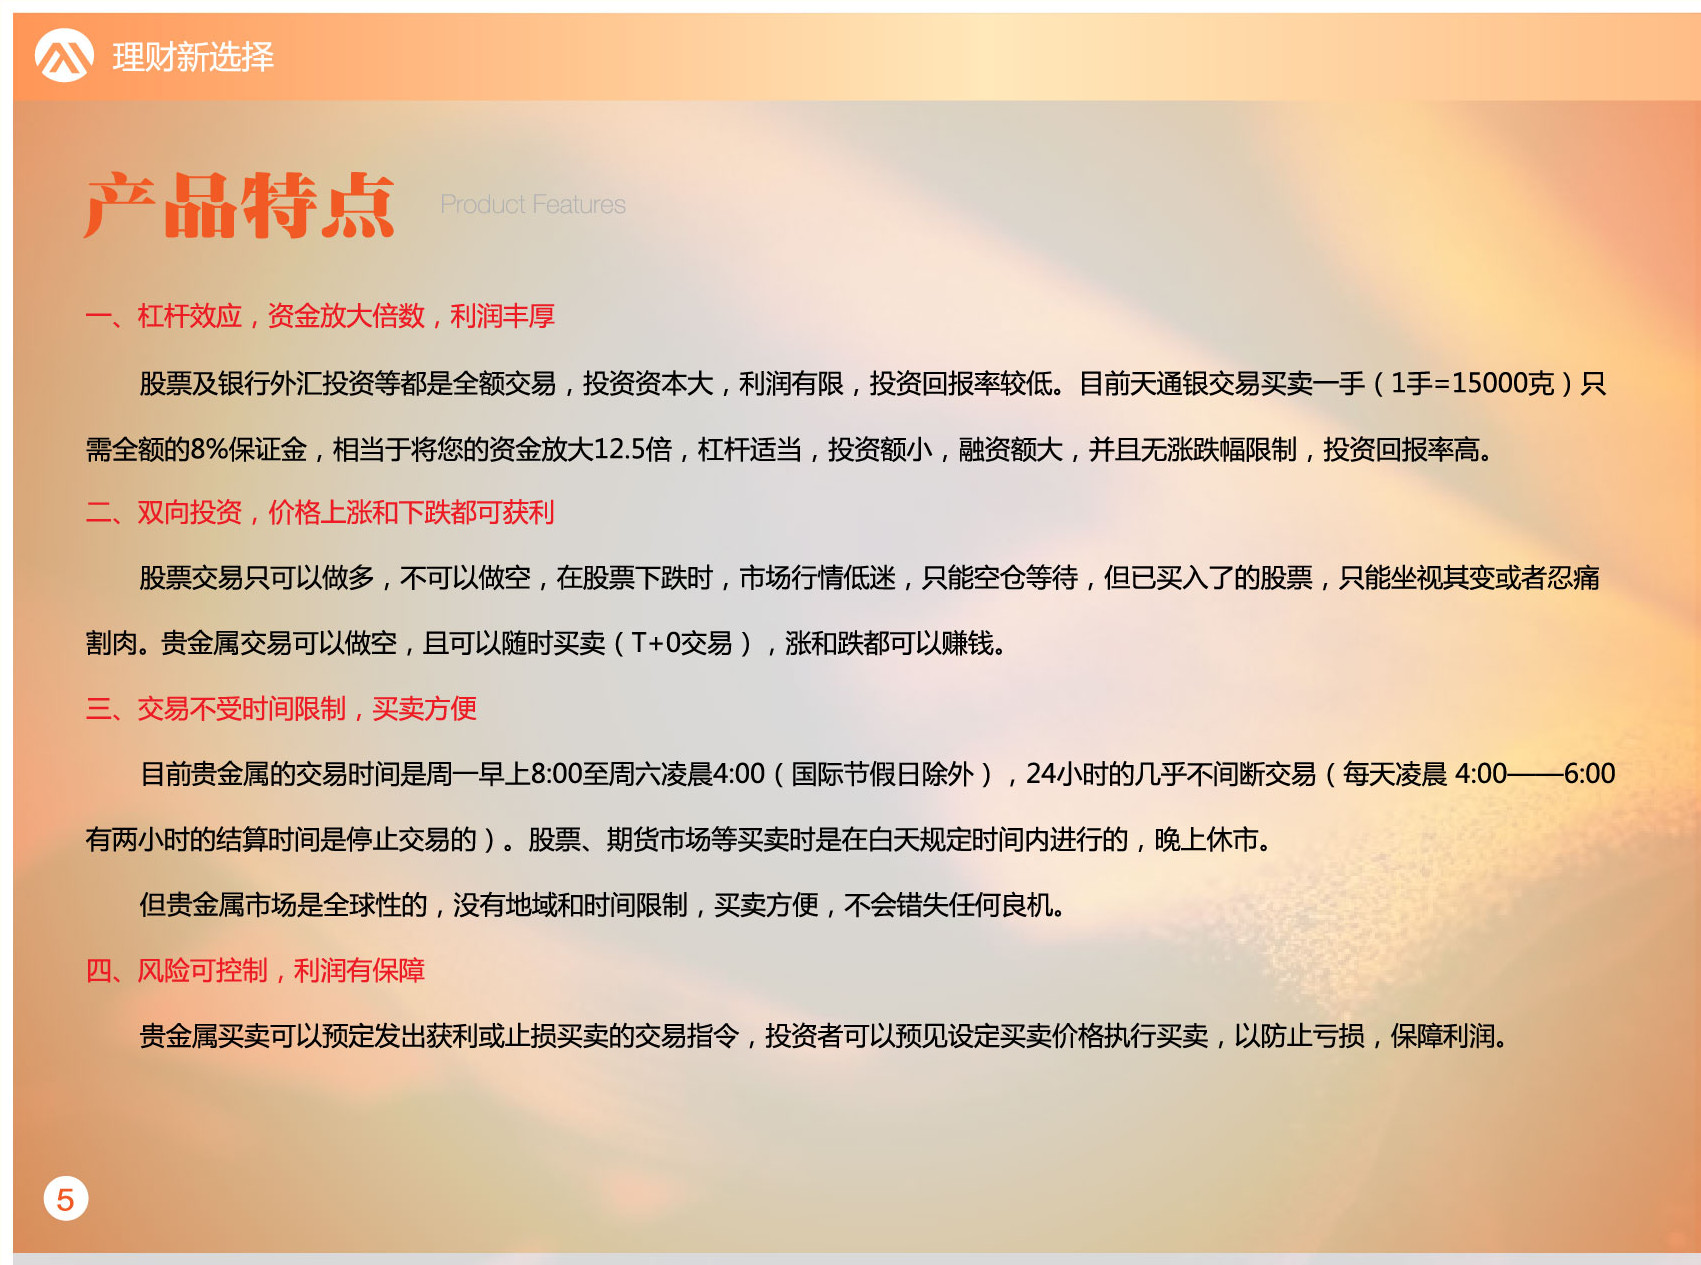 理财新选择
产品特点
Product Features
一、杠杆效应，资金放大倍数，利润丰厚
股票及银行外汇投资等都是全额交易，投资资本大，利润有限，投资回报率较低。目前天通银交易买卖一手（1手=15000克）只
需全额的8%保证金，相当于将您的资金放大12.5倍，杠杆适当，投资额小，融资额大，并且无涨跌幅限制，投资回报率高。
二、双向投资，价格上涨和下跌都可获利
股票交易只可以做多，不可以做空，在股票下跌时，市场行情低迷，只能空仓等待，但已买入了的股票，只能坐视其变或者忍痛
割肉。贵金属交易可以做空，且可以随时买卖（T+0交易），涨和跌都可以赚钱。
三、交易不受时间限制，买卖方便
目前贵金属的交易时间是周一早上8:00至周六凌晨4:00（国际节假日除外），24小时的几乎不间断交易（每天凌晨 4:00——6:00
有两小时的结算时间是停止交易的）。股票、期货市场等买卖时是在白天规定时间内进行的，晚上休市。
但贵金属市场是全球性的，没有地域和时间限制，买卖方便，不会错失任何良机。
四、风险可控制，利润有保障
贵金属买卖可以预定发出获利或止损买卖的交易指令，投资者可以预见设定买卖价格执行买卖，以防止亏损，保障利润。
5